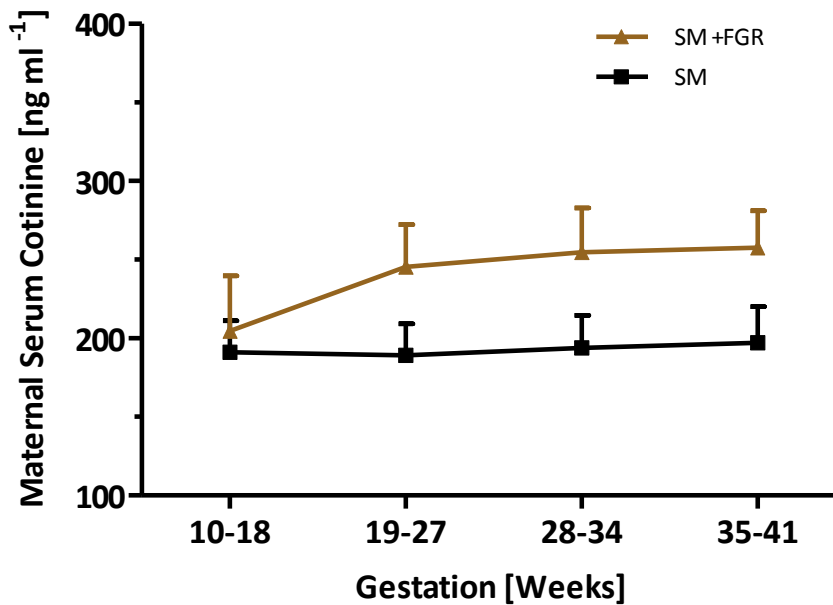 400
300
200
100
Maternal Serum Cotinine [ng ml -1]
SM +FGR
SM
10-18 19-27 28-34 35-41
Gestation [Weeks]